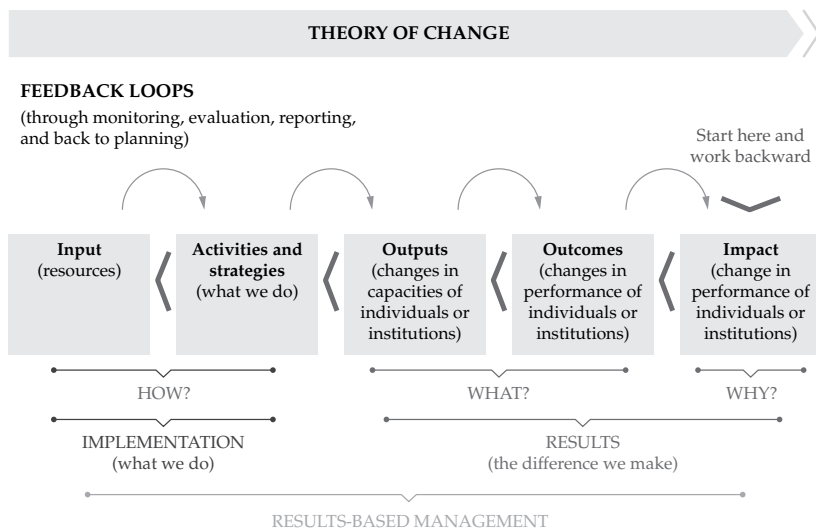 THEORY OF CHANGE
FEEDBACK LOOPS
(through monitoring, evaluation, reporting,
and back to planning)
Start here and
work backward
Input
(resources)
Activities and
strategies
(what we do)
Outputs
(changes in
capacities of
individuals or
institutions)
Outcomes
(changes in
performance of
individuals or
institutions)
Impact
(change in
performance of
individuals or
institutions)
HOW?
WHAT?
WHY?
IMPLEMENTATION
(what we do)
RESULTS
(the difference we make)
RESULTS-BASED MANAGEMENT